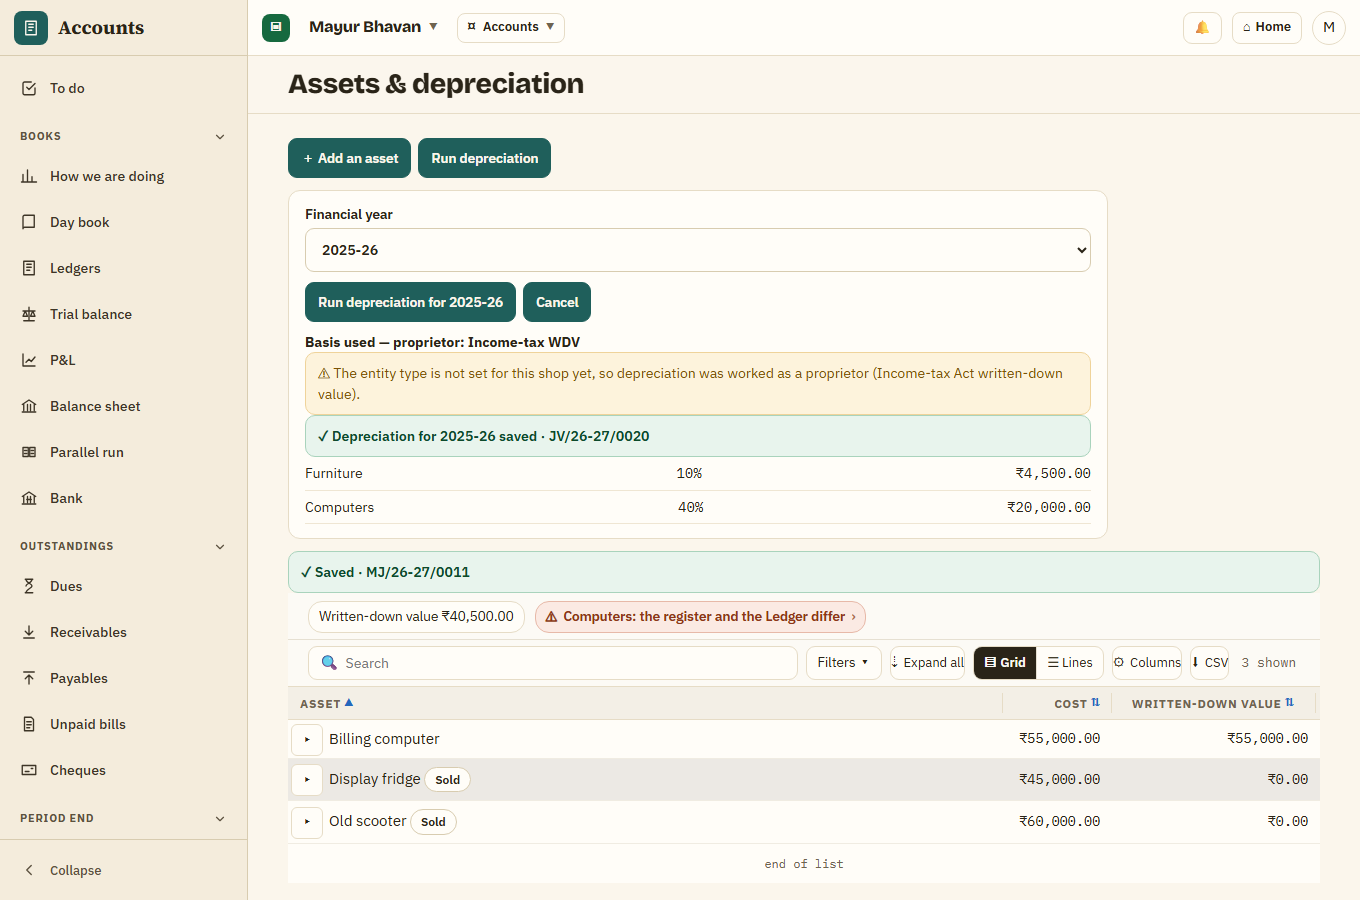 Accounts
Mayur Bhavan ▼
¤ Accounts ▼
🔔
⌂ Home
M
To do
BOOKS
How we are doing
Day book
Ledgers
Trial balance
P&L
Balance sheet
Parallel run
Bank
OUTSTANDINGS
Dues
Receivables
Payables
Unpaid bills
Cheques
PERIOD END
Collapse
Assets & depreciation
+ Add an asset
Run depreciation
Financial year
2025-26
Run depreciation for 2025-26
Cancel
Basis used — proprietor: Income-tax WDV
⚠ The entity type is not set for this shop yet, so depreciation was worked as a proprietor (Income-tax Act written-down
value).
✓ Depreciation for 2025-26 saved · JV/26-27/0020
Furniture 10% ₹4,500.00
Computers 40% ₹20,000.00
✓ Saved · MJ/26-27/0011
Written-down value ₹40,500.00
⚠ Computers: the register and the Ledger differ ›
🔍 Search
Filters ▾
⇣ Expand all
▤ Grid
☰ Lines
⚙ Columns
⬇ CSV
3 shown
ASSET ▲ COST ⇅ WRITTEN-DOWN VALUE ⇅
▸ Billing computer ₹55,000.00 ₹55,000.00
▸ Display fridge Sold ₹45,000.00 ₹0.00
▸ Old scooter Sold ₹60,000.00 ₹0.00
end of list